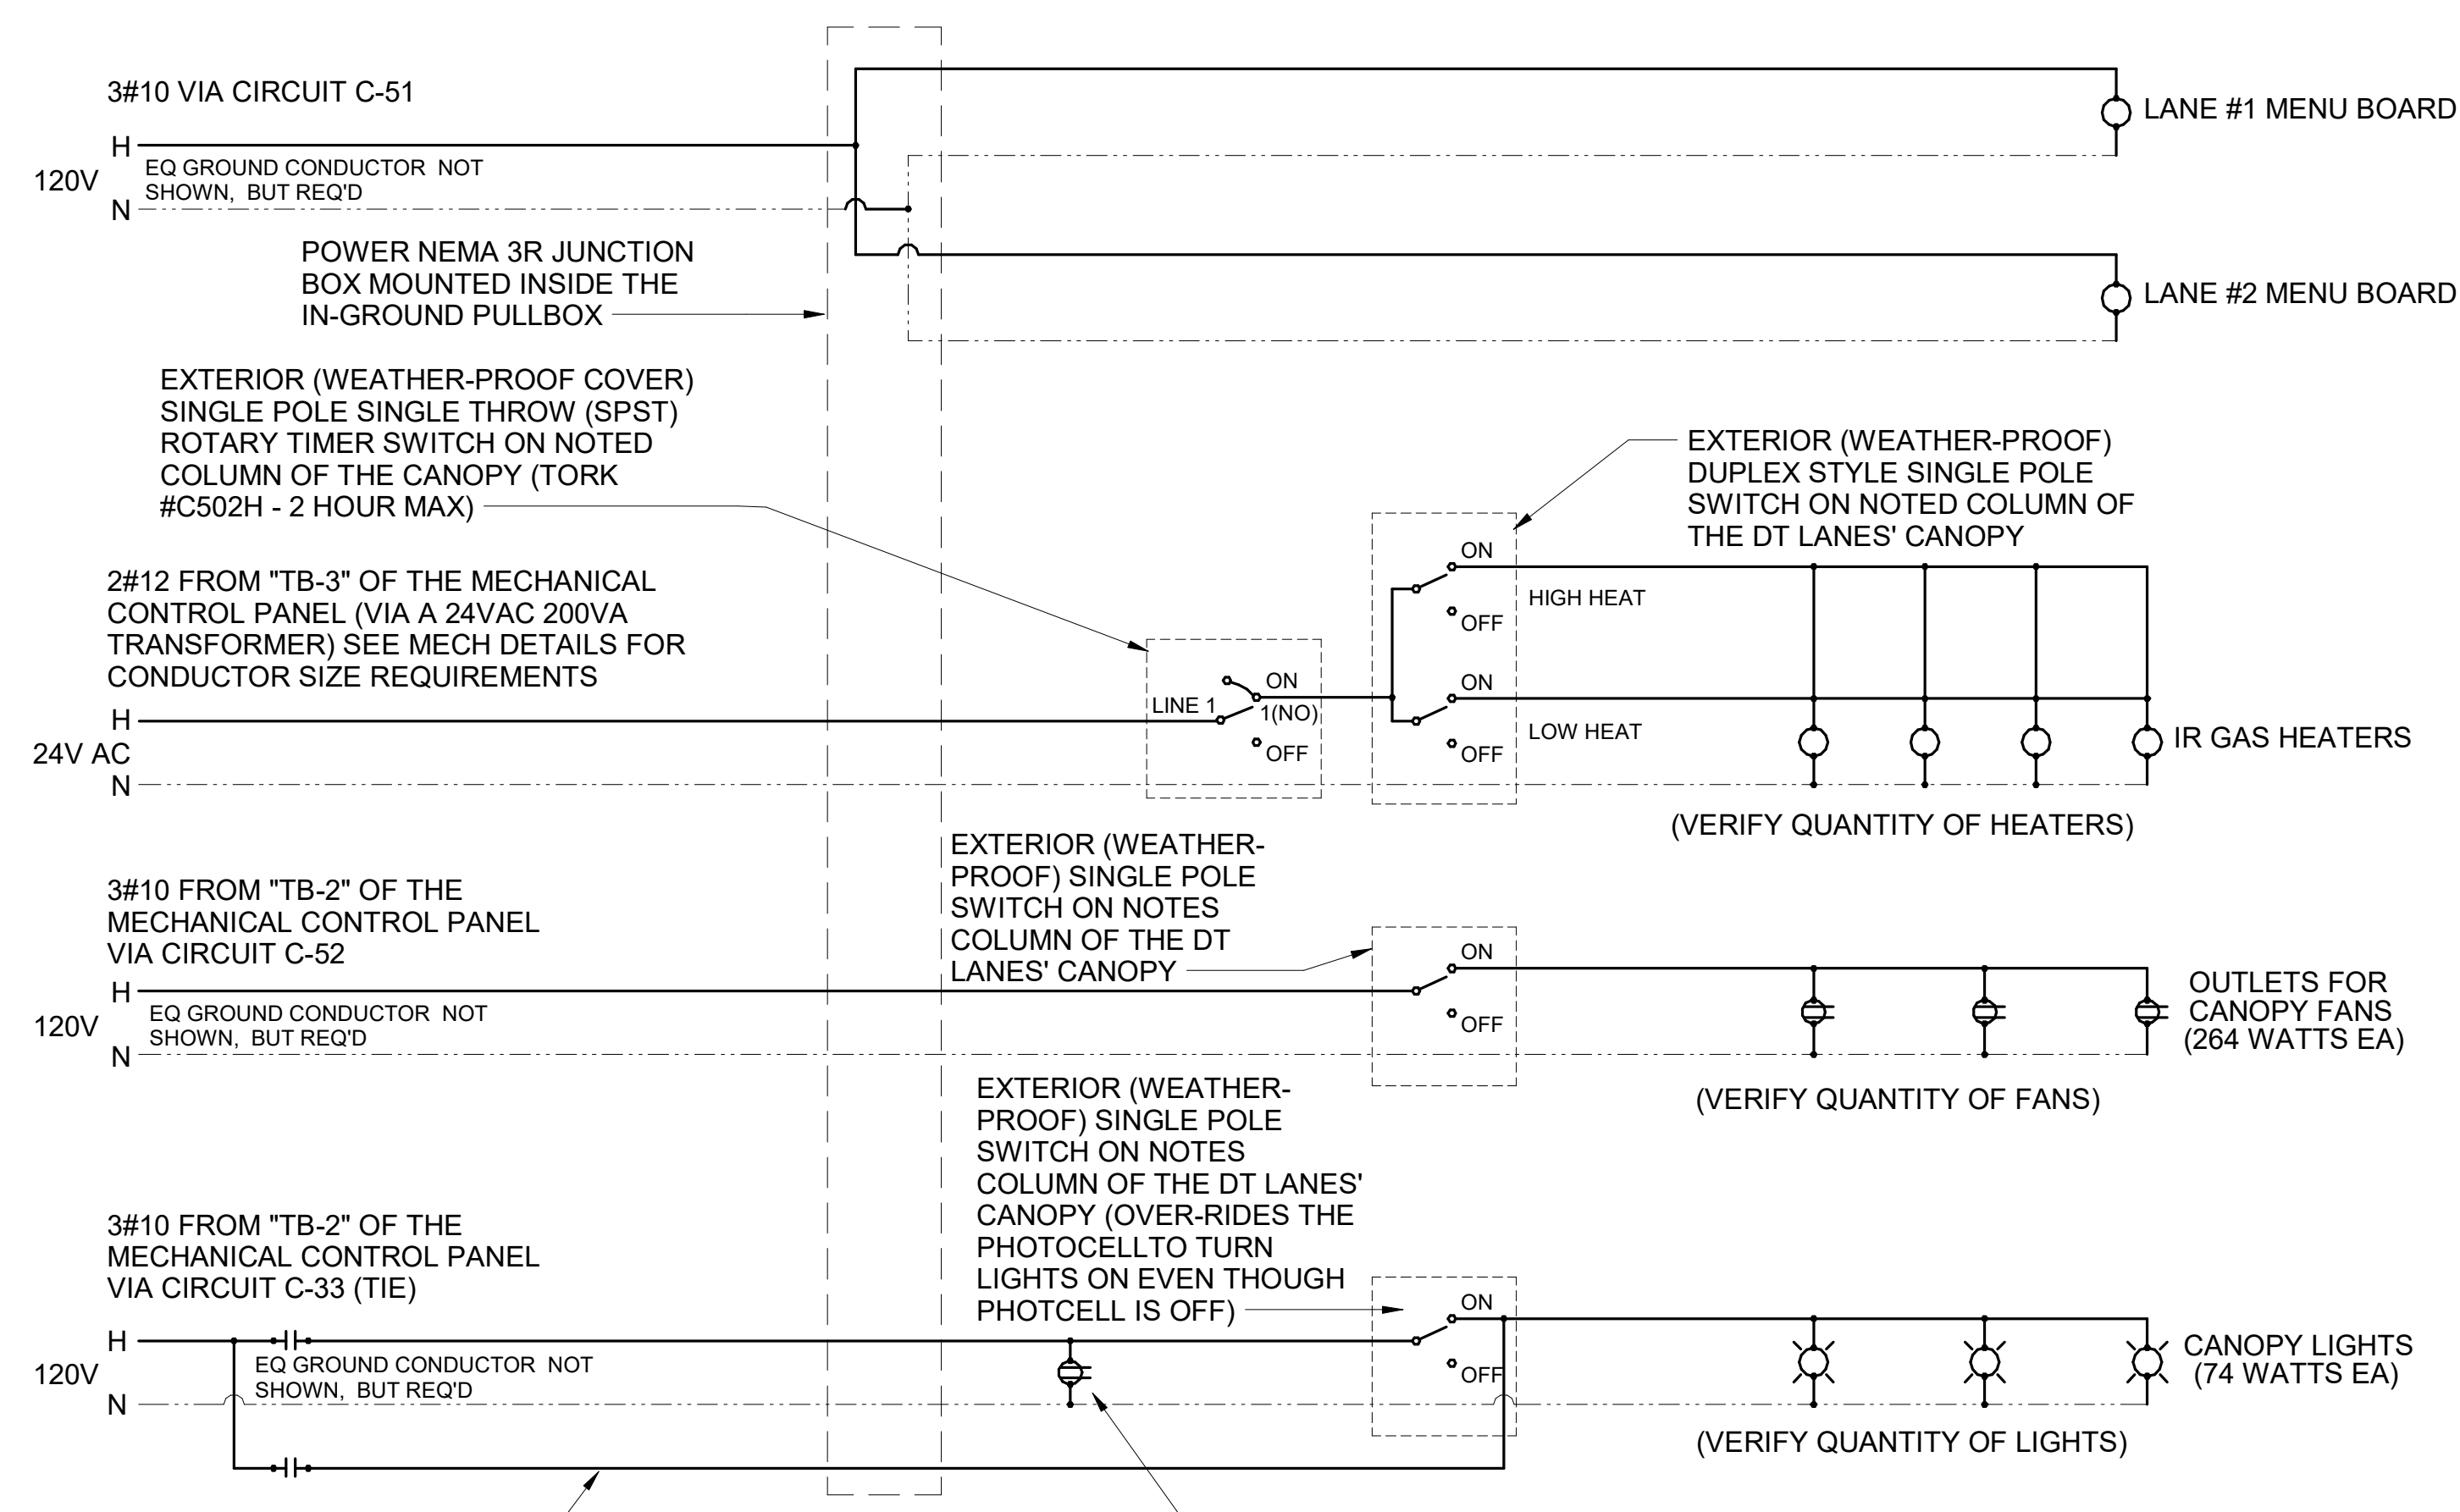 3#10 VIA CIRCUIT C-51
LANE #1 MENU BOARD
H
EQ GROUND CONDUCTOR NOT
SHOWN, BUT REQ'D
120V
N
POWER NEMA 3R JUNCTION
BOX MOUNTED INSIDE THE
IN-GROUND PULLBOX
LANE #2 MENU BOARD
EXTERIOR (WEATHER-PROOF COVER)
SINGLE POLE SINGLE THROW (SPST)
ROTARY TIMER SWITCH ON NOTED
COLUMN OF THE CANOPY (TORK
#C502H - 2 HOUR MAX)
EXTERIOR (WEATHER-PROOF)
DUPLEX STYLE SINGLE POLE
SWITCH ON NOTED COLUMN OF
THE DT LANES' CANOPY
2#12 FROM "TB-3" OF THE MECHANICAL
CONTROL PANEL (VIA A 24VAC 200VA
TRANSFORMER) SEE MECH DETAILS FOR
CONDUCTOR SIZE REQUIREMENTS
ON
HIGH HEAT
OFF
ON
LINE 1
1(NO)
OFF
ON
LOW HEAT
OFF
H
24V AC
N
IR GAS HEATERS
(VERIFY QUANTITY OF HEATERS)
EXTERIOR (WEATHER-
PROOF) SINGLE POLE
SWITCH ON NOTES
COLUMN OF THE DT
LANES' CANOPY
3#10 FROM "TB-2" OF THE
MECHANICAL CONTROL PANEL
VIA CIRCUIT C-52
ON
OFF
H
EQ GROUND CONDUCTOR NOT
SHOWN, BUT REQ'D
120V
N
OUTLETS FOR
CANOPY FANS
(264 WATTS EA)
(VERIFY QUANTITY OF FANS)
EXTERIOR (WEATHER-
PROOF) SINGLE POLE
SWITCH ON NOTES
COLUMN OF THE DT LANES'
CANOPY (OVER-RIDES THE
PHOTOCELLTO TURN
LIGHTS ON EVEN THOUGH
PHOTCELL IS OFF)
3#10 FROM "TB-2" OF THE
MECHANICAL CONTROL PANEL
VIA CIRCUIT C-33 (TIE)
ON
OFF
H
EQ GROUND CONDUCTOR NOT
SHOWN, BUT REQ'D
120V
N
CANOPY LIGHTS
(74 WATTS EA)
(VERIFY QUANTITY OF LIGHTS)